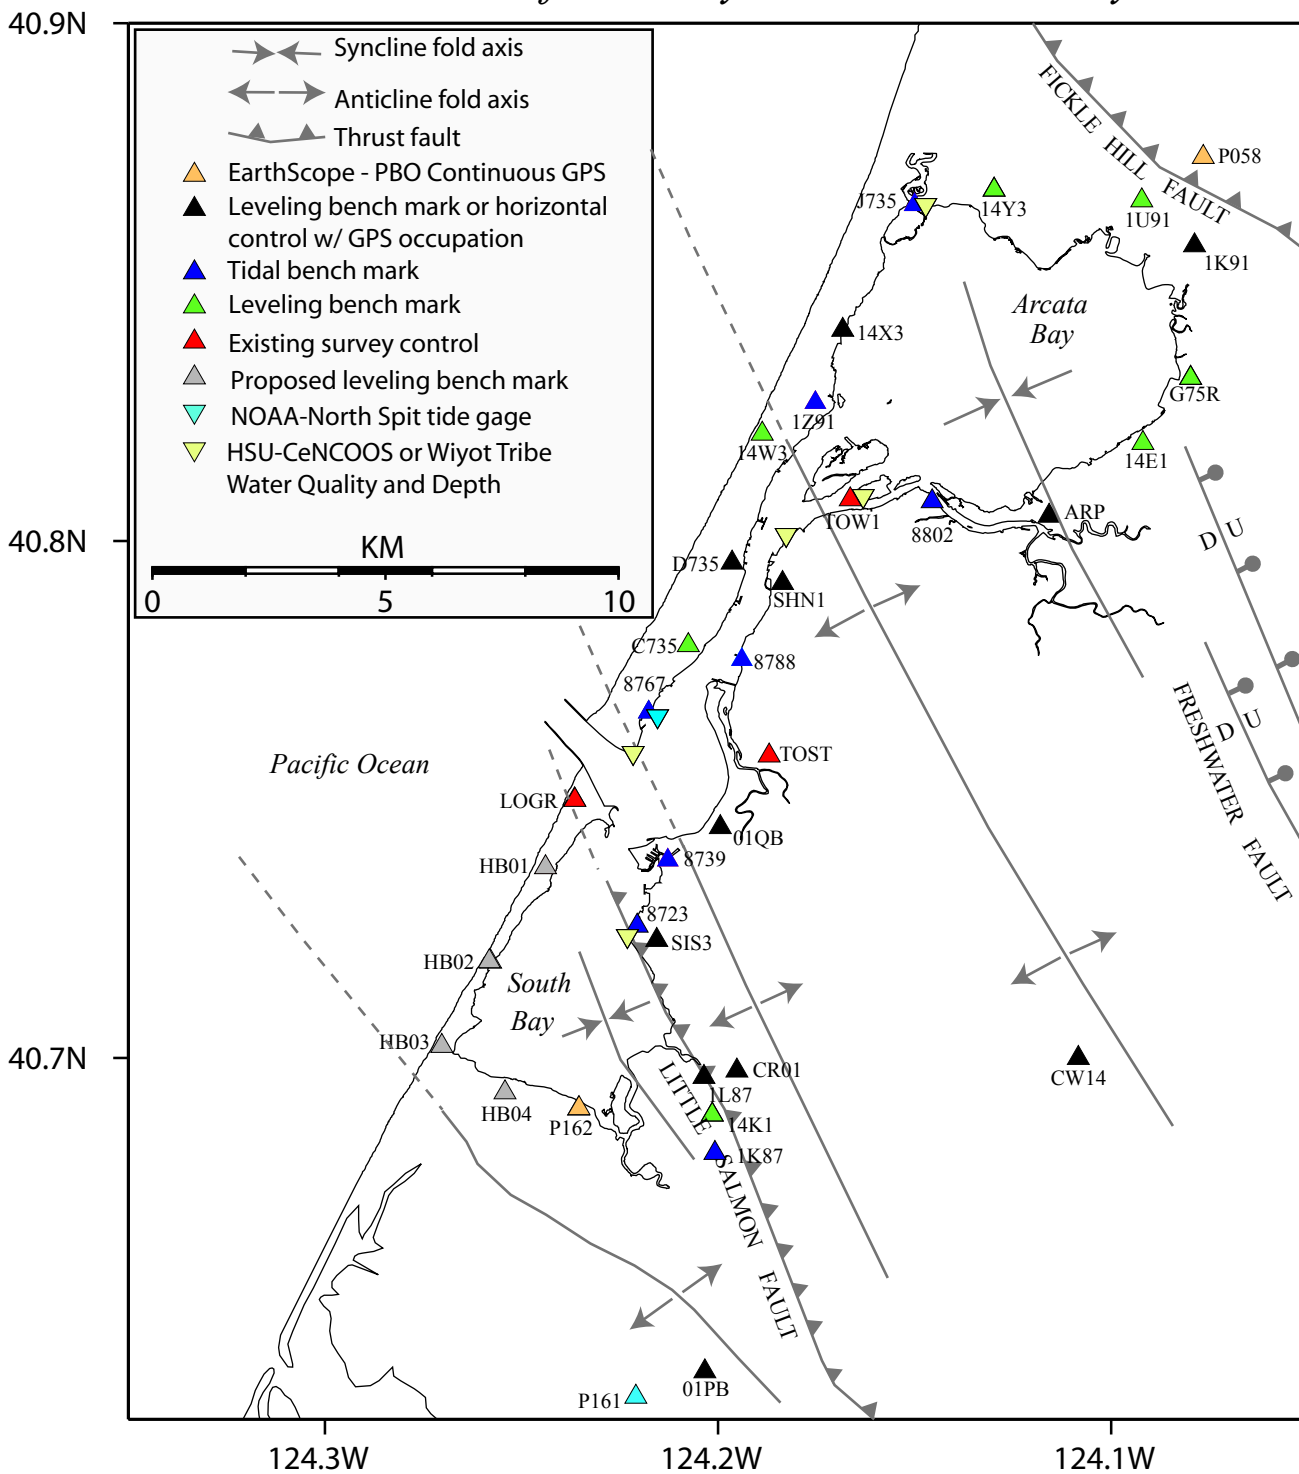 40.9N
Syncline fold axis
Anticline fold axis
Thrust fault
EarthScope - PBO Continuous GPS
Leveling bench mark or horizontal
control w/ GPS occupation
Tidal bench mark
Leveling bench mark
Existing survey control
Proposed leveling bench mark
NOAA-North Spit tide gage
HSU-CeNCOOS or Wiyot Tribe
Water Quality and Depth
KM
0 5 10
FICKLE HILL FAULT
P058
J735
14Y3
1U91
1K91
Arcata
Bay
14X3
G75R
1Z91
14W3
14E1
TOW1
8802
ARP
D U
40.8N
D735
SHN1
C735
8788
8767
D U
FRESHWATER FAULT
Pacific Ocean
TOST
LOGR
01QB
HB01
8739
8723
SIS3
HB02
South
Bay
HB03
40.7N
CR01
CW14
1L87
HB04
P162
14K1
1K87
LITTLE SALMON FAULT
01PB
P161
124.3W
124.2W
124.1W